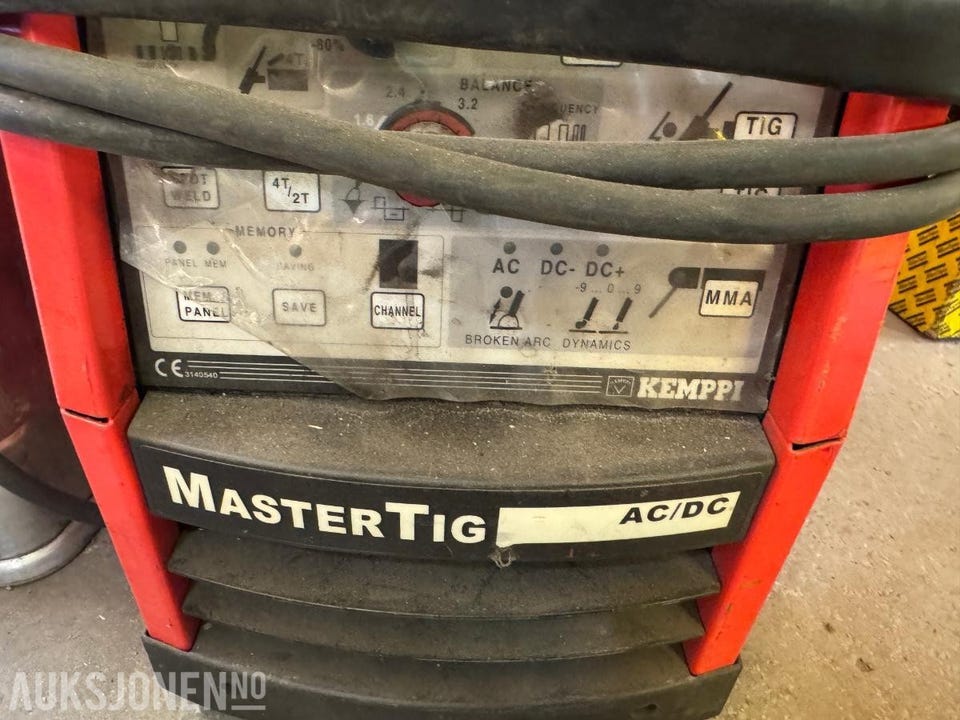 4T
-80%
BALANCE
2.4
3.2
1.6
TIG
WELD
4T/2T
MEMORY
PANEL MEM
SAVING
AC DC- DC+
-9 ... 0 ... 9
MEM PANEL
SAVE
CHANNEL
MMA
BROKEN ARC DYNAMICS
CE 3140540
KEMPPI
MASTERTIG
AC/DC
AUKSJONEN.NO